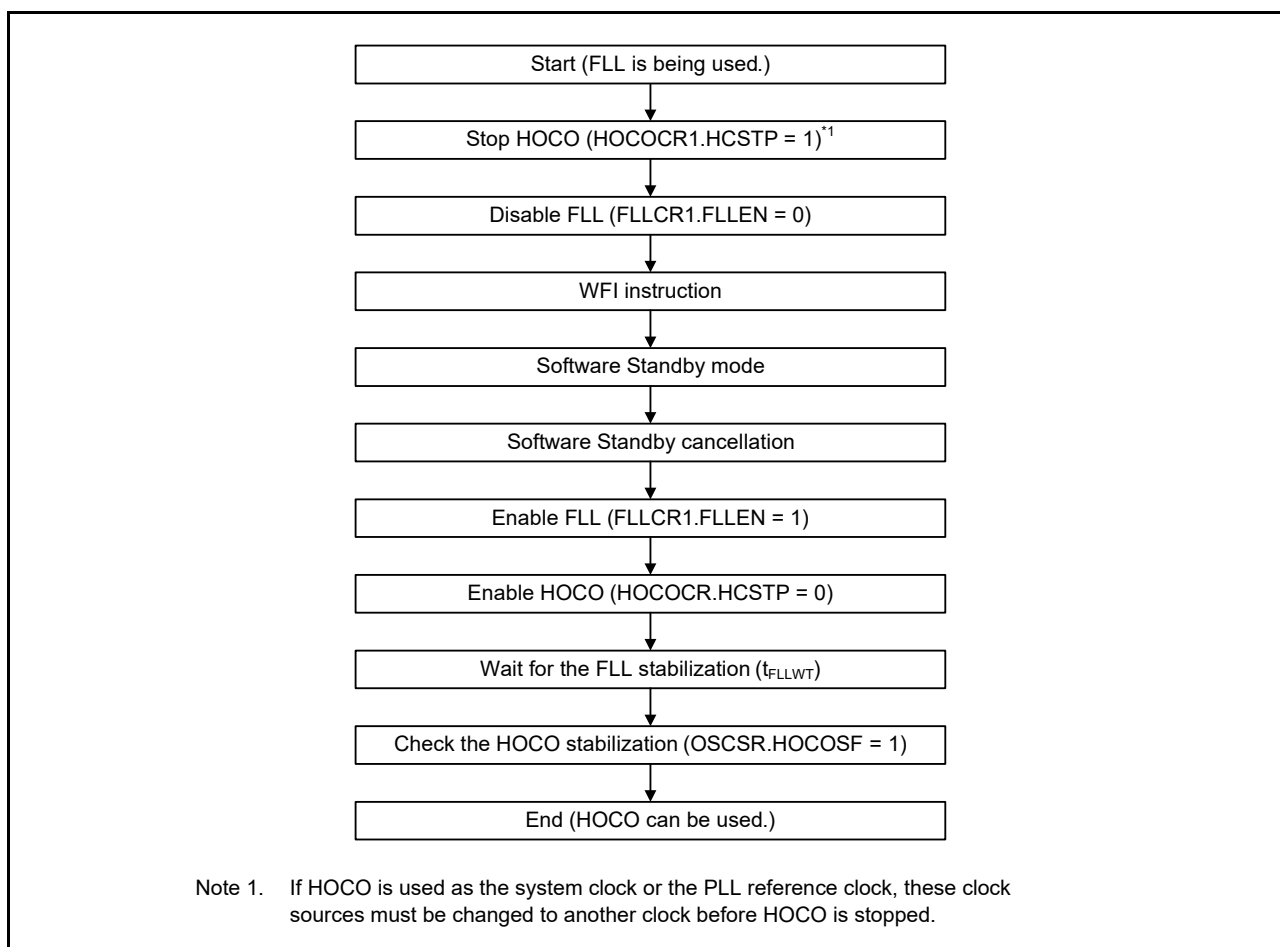 Start (FLL is being used.)
Stop HOCO (HOCOCR1.HCSTP = 1)*1
Disable FLL (FLLCR1.FLLEN = 0)
WFI instruction
Software Standby mode
Software Standby cancellation
Enable FLL (FLLCR1.FLLEN = 1)
Enable HOCO (HOCOCR.HCSTP = 0)
Wait for the FLL stabilization (tFLLWT)
Check the HOCO stabilization (OSCSR.HOCOSF = 1)
End (HOCO can be used.)
Note 1. If HOCO is used as the system clock or the PLL reference clock, these clock
sources must be changed to another clock before HOCO is stopped.